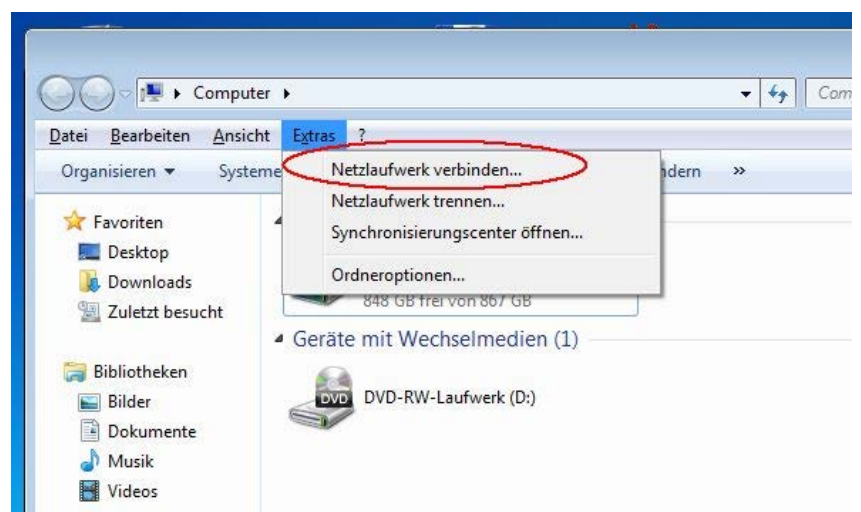 Computer
Com
Datei Bearbeiten Ansicht Extras ?
Organisieren Systeme ndern »
Netzlaufwerk verbinden...
Netzlaufwerk trennen...
Synchronisierungscenter öffnen...
Ordneroptionen...
848 GB frei von 867 GB
Favoriten
Desktop
Downloads
Zuletzt besucht
Bibliotheken
Bilder
Dokumente
Musik
Videos
Geräte mit Wechselmedien (1)
DVD
DVD-RW-Laufwerk (D:)